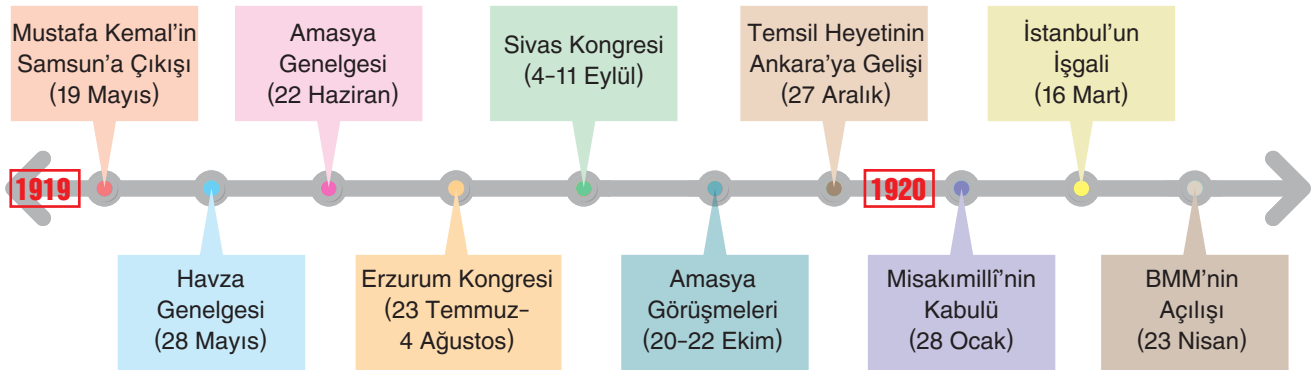 Mustafa Kemal’in
Samsun’a Çıkışı
(19 Mayıs)
Amasya
Genelgesi
(22 Haziran)
Sivas Kongresi
(4-11 Eylül)
Temsil Heyetinin
Ankara’ya Gelişi
(27 Aralık)
İstanbul’un
İşgali
(16 Mart)
1919
1920
Havza
Genelgesi
(28 Mayıs)
Erzurum Kongresi
(23 Temmuz-
4 Ağustos)
Amasya
Görüşmeleri
(20-22 Ekim)
Misakımillî’nin
Kabulü
(28 Ocak)
BMM’nin
Açılışı
(23 Nisan)